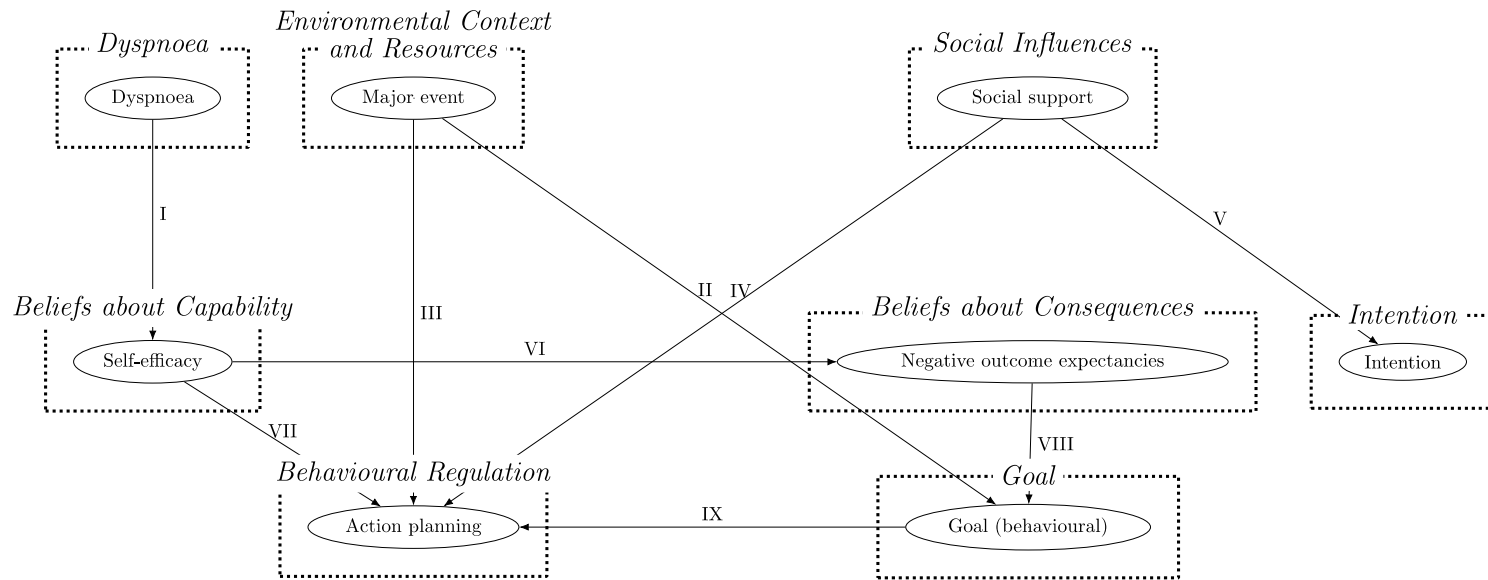 Dyspnoea
Environmental Context
and Resources
Social Influences
Dyspnoea
Major event
Social support
I
V
II
IV
III
Beliefs about Capability
Beliefs about Consequences
Intention
VI
Self-efficacy
Negative outcome expectancies
Intention
VII
VIII
Behavioural Regulation
Goal
IX
Action planning
Goal (behavioural)